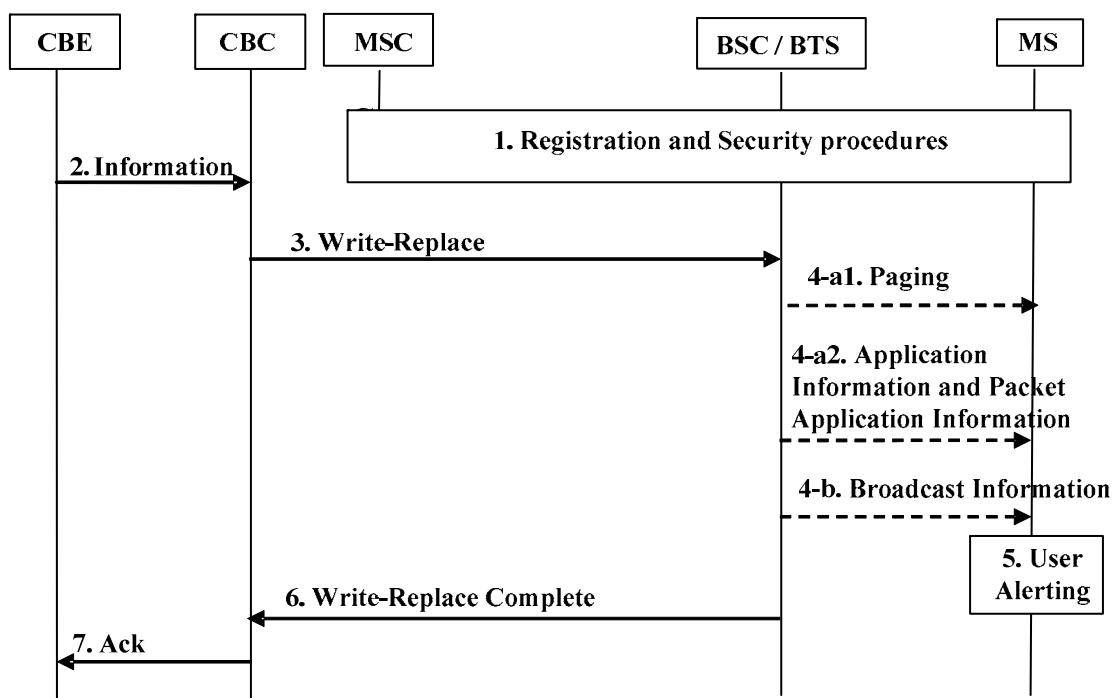 CBE
CBC
MSC
BSC / BTS
MS
1. Registration and Security procedures
2. Information
3. Write-Replace
4-a1. Paging
4-a2. Application
Information and Packet
Application Information
4-b. Broadcast Information
5. User
Alerting
6. Write-Replace Complete
7. Ack